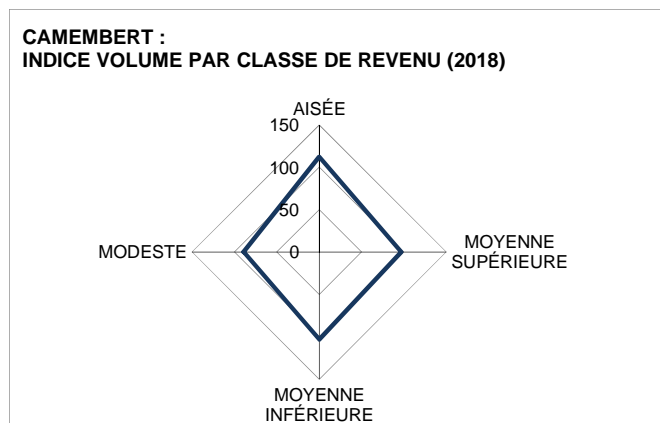 CAMEMBERT :
INDICE VOLUME PAR CLASSE DE REVENU (2018)
AISÉE
150
100
50
0
MODESTE
MOYENNE
SUPÉRIEURE
MOYENNE
INFÉRIEURE